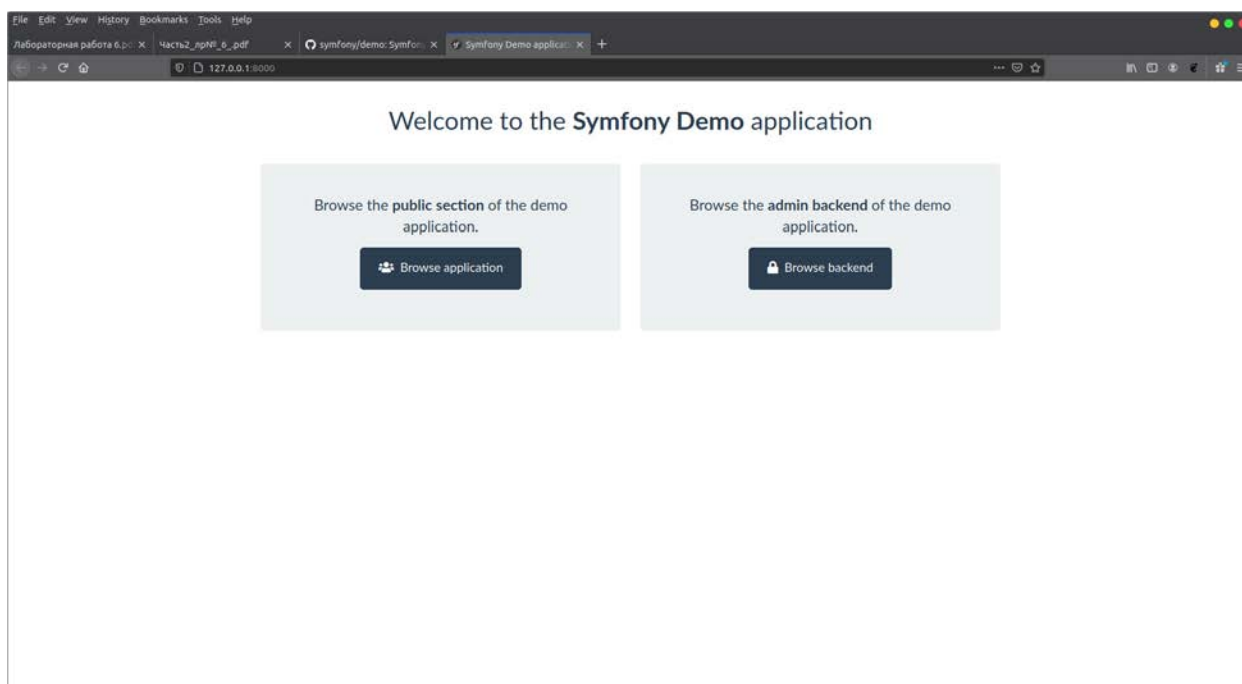 File Edit View History Bookmarks Tools Help
Лабораторная работа 6.pd
Часть2_лр№_6_.pdf
symfony/demo: Symfon
Symfony Demo applicat
127.0.0.1:8000
Welcome to the Symfony Demo application
Browse the public section of the demo
application.
Browse application
Browse the admin backend of the demo
application.
Browse backend